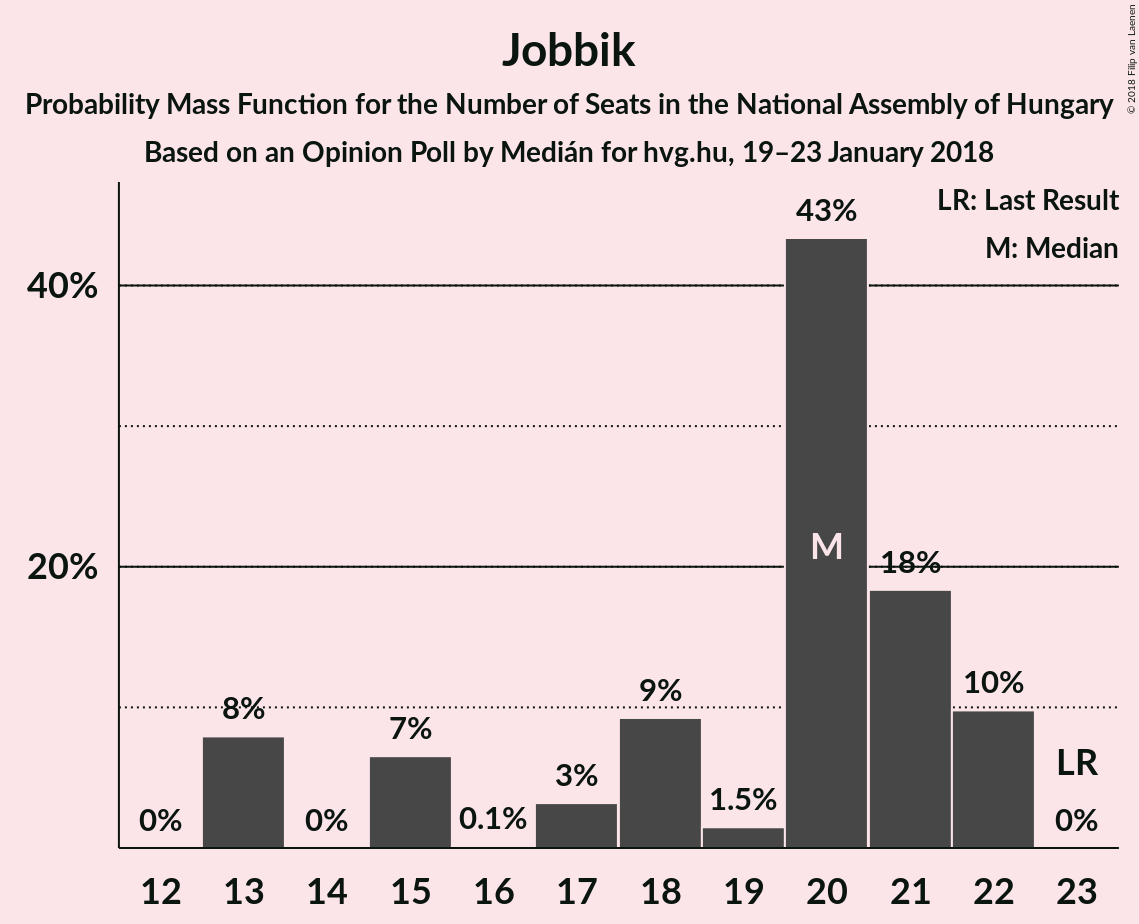 Jobbik
Probability Mass Function for the Number of Seats in the National Assembly of Hungary
Based on an Opinion Poll by Medián for hvg.hu, 19–23 January 2018
© 2018 Filip van Laenen
LR: Last Result
M: Median
40%
20%
0%
8%
0%
7%
0.1%
3%
9%
1.5%
43%
M
18%
10%
LR
0%
12 13 14 15 16 17 18 19 20 21 22 23